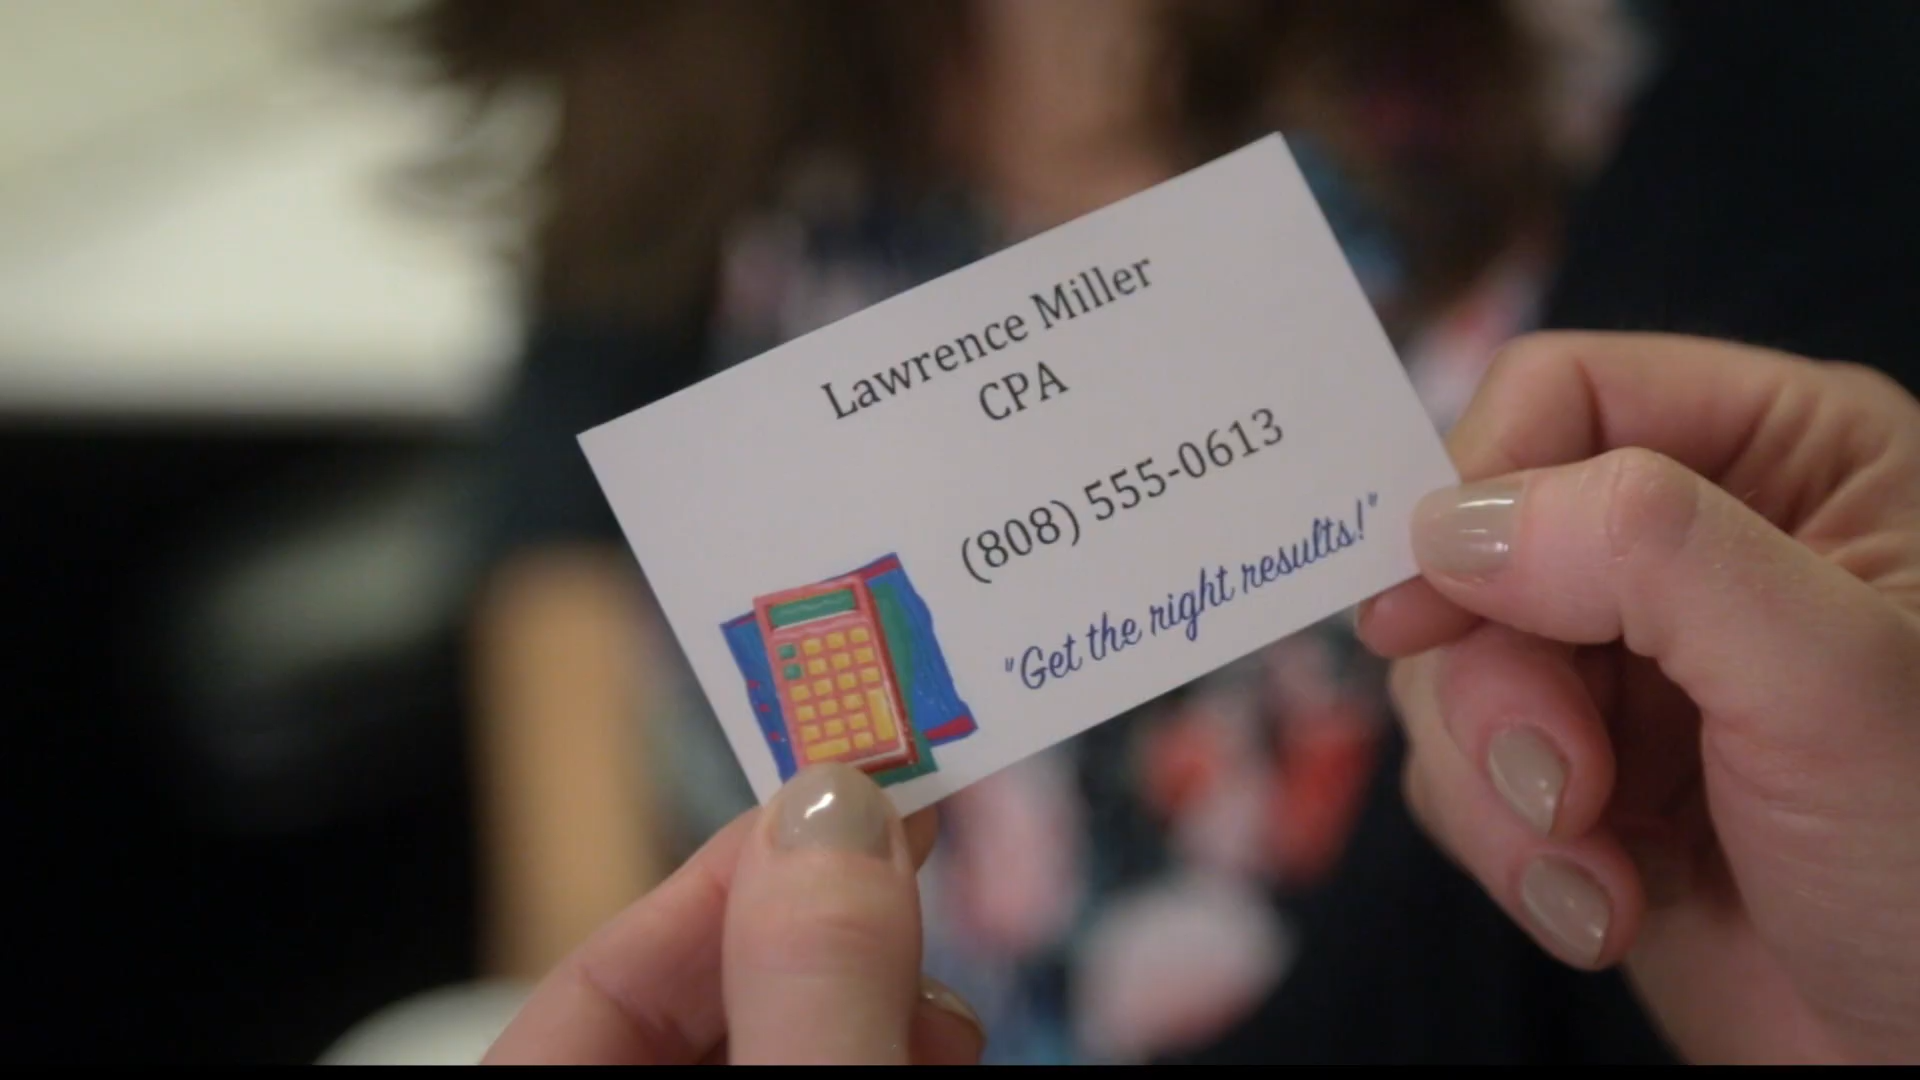 Lawrence Miller
CPA
(808) 555-0613
"Get the right results!"